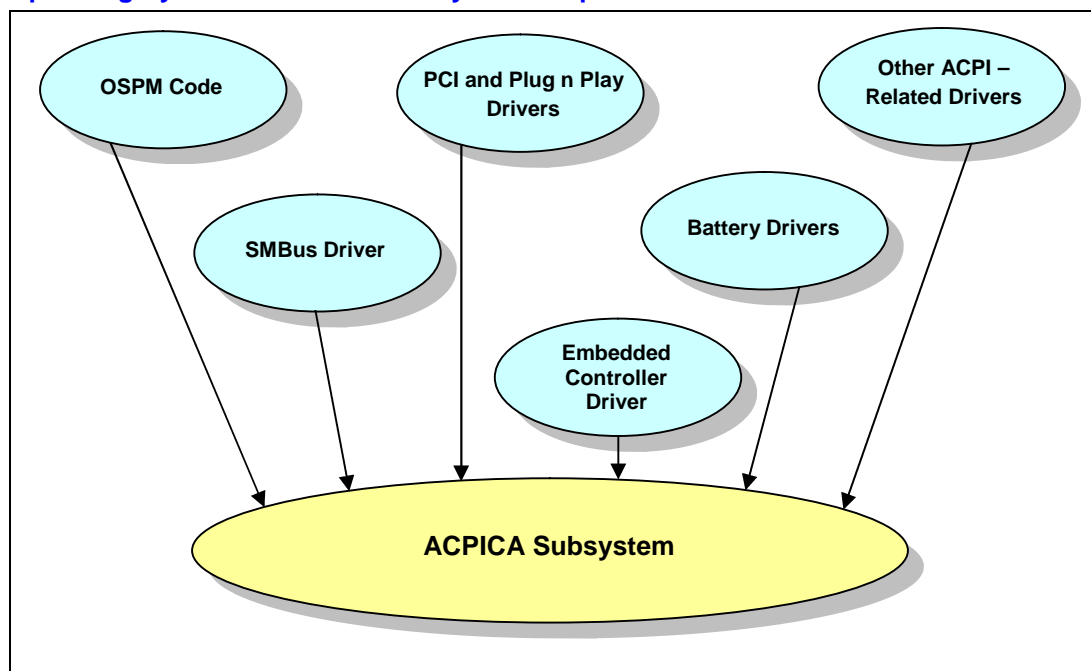 OSPM Code
PCI and Plug n Play
Drivers
Other ACPI –
Related Drivers
SMBus Driver
Battery Drivers
Embedded
Controller
Driver
ACPICA Subsystem